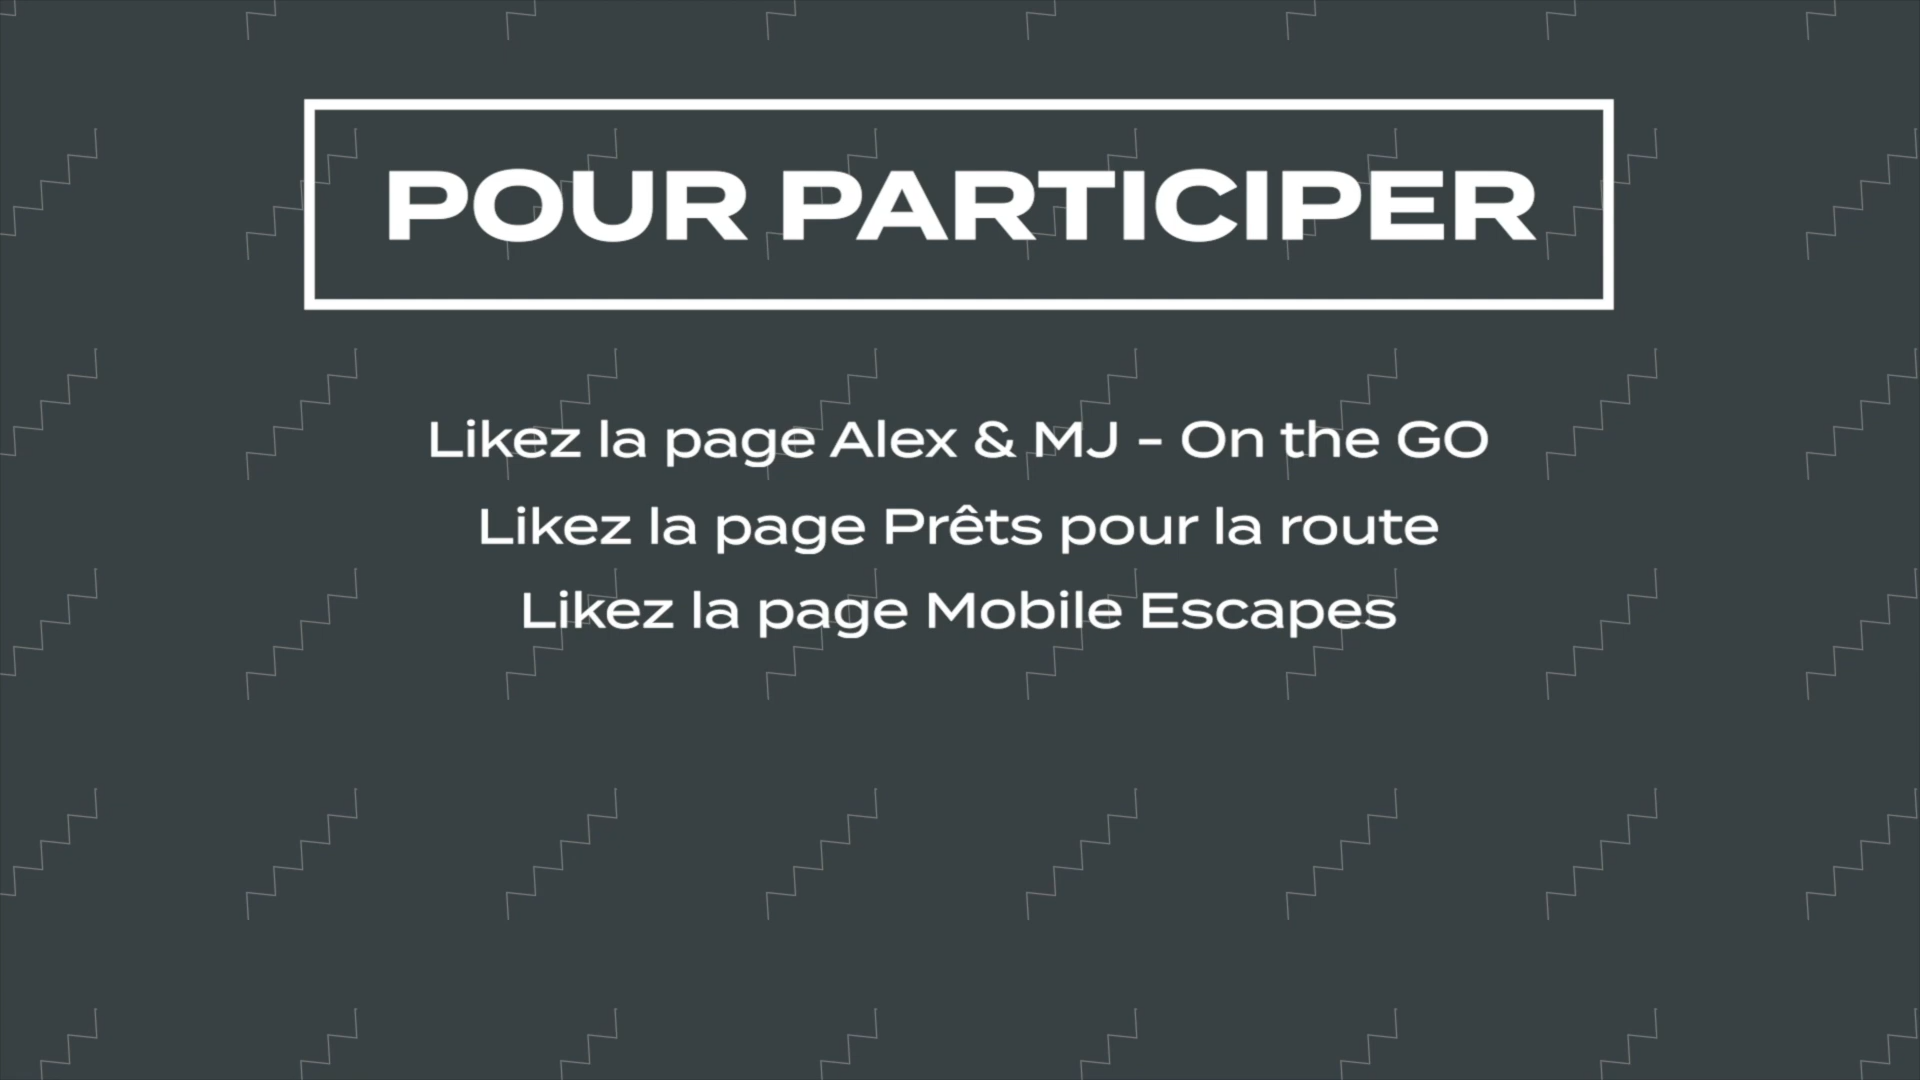 POUR PARTICIPER
Likez la page Alex & MJ - On the GO
Likez la page Prêts pour la route
Likez la page Mobile Escapes